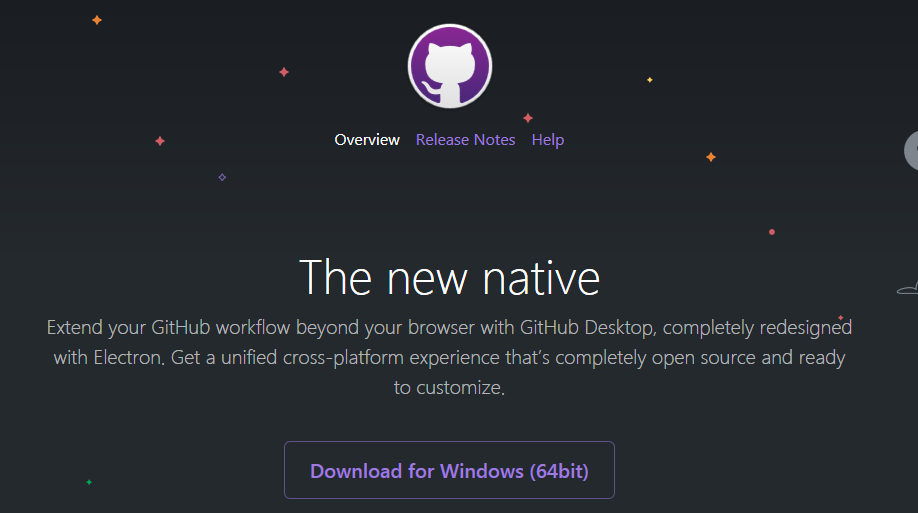 Overview Release Notes Help
The new native
Extend your GitHub workflow beyond your browser with GitHub Desktop, completely redesigned
with Electron. Get a unified cross-platform experience that's completely open source and ready
to customize.
Download for Windows (64bit)